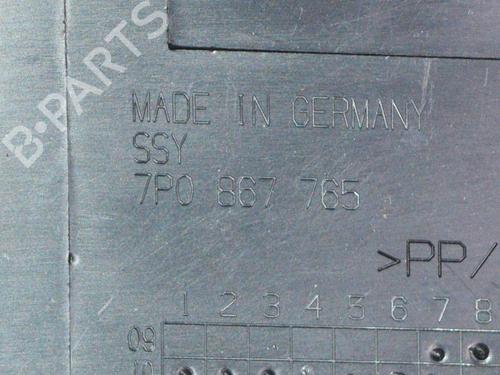 B-PARTS
MADE IN GERMANY
SSY
7P0 867 765
>PP/
1 2 3 4 5 6 7 8
09